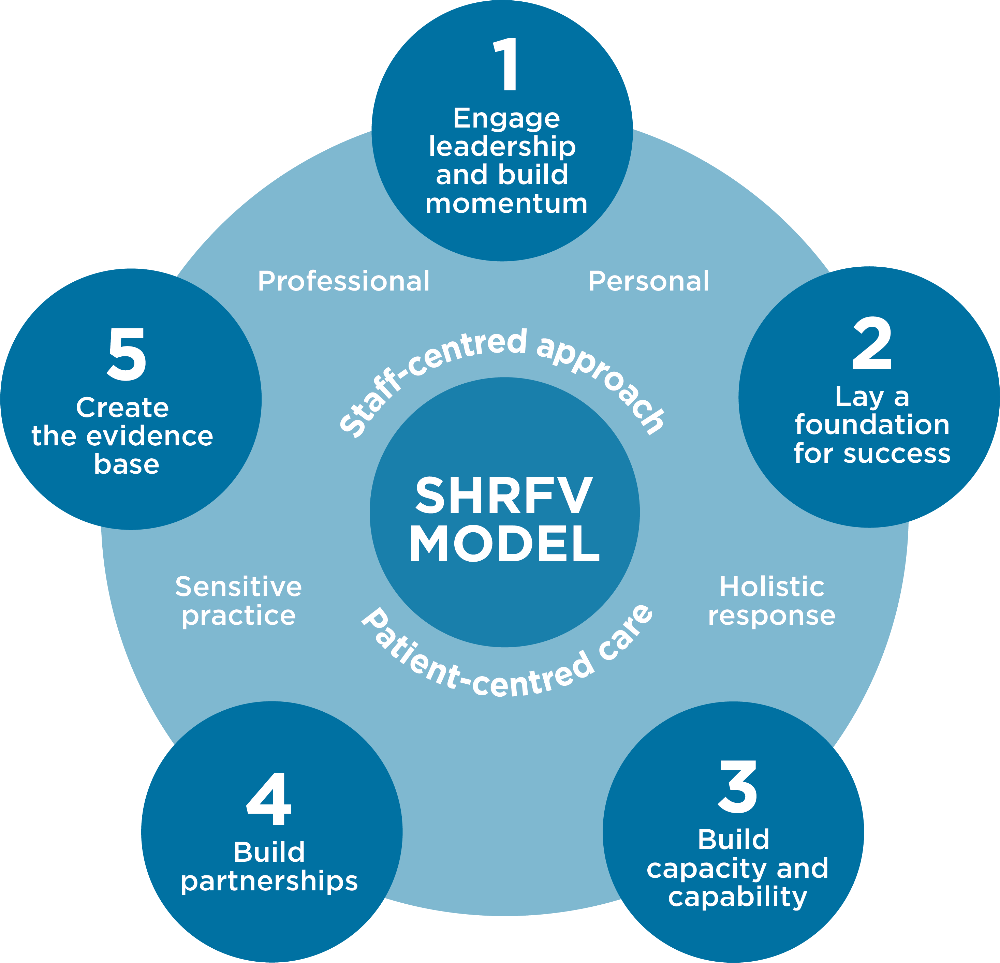 1
Engage
leadership
and build
momentum
Professional
Personal
5
Create
the evidence
base
2
Lay a
foundation
for success
Staff-centred approach
SHRFV
MODEL
Patient-centred care
Sensitive
practice
Holistic
response
4
Build
partnerships
3
Build
capacity and
capability